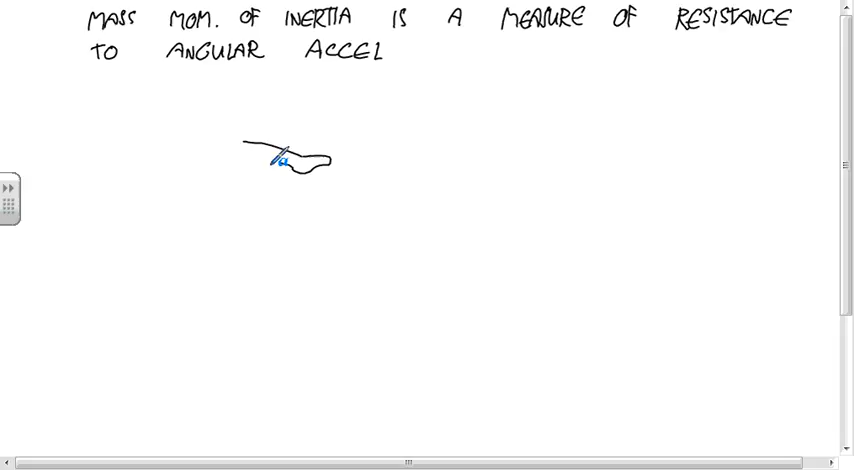 MASS MOM. OF INERTIA IS A MEASURE OF RESISTANCE
TO ANGULAR ACCEL